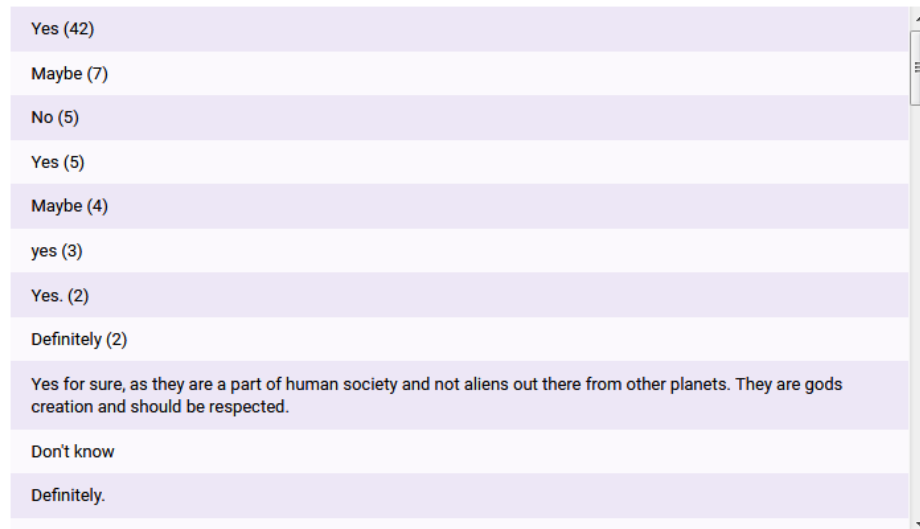 Yes (42)
Maybe (7)
No (5)
Yes (5)
Maybe (4)
yes (3)
Yes. (2)
Definitely (2)
Yes for sure, as they are a part of human society and not aliens out there from other planets. They are gods
creation and should be respected.
Don't know
Definitely.